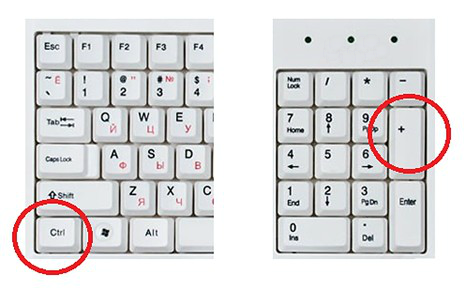 Esc F1 F2 F3 F4
~ Ё ! @ " # № $ ;
` 1 2 3 4
Tab Q Й W Ц E У
Caps Lock A Ф S Ы D В
⇧ Shift Z Я X Ч C
Ctrl Alt
Num Lock / * −
7 Home 8 ↑ 9 PgUp +
4 ← 5 6 →
1 End 2 ↓ 3 PgDn Enter
0 Ins . Del